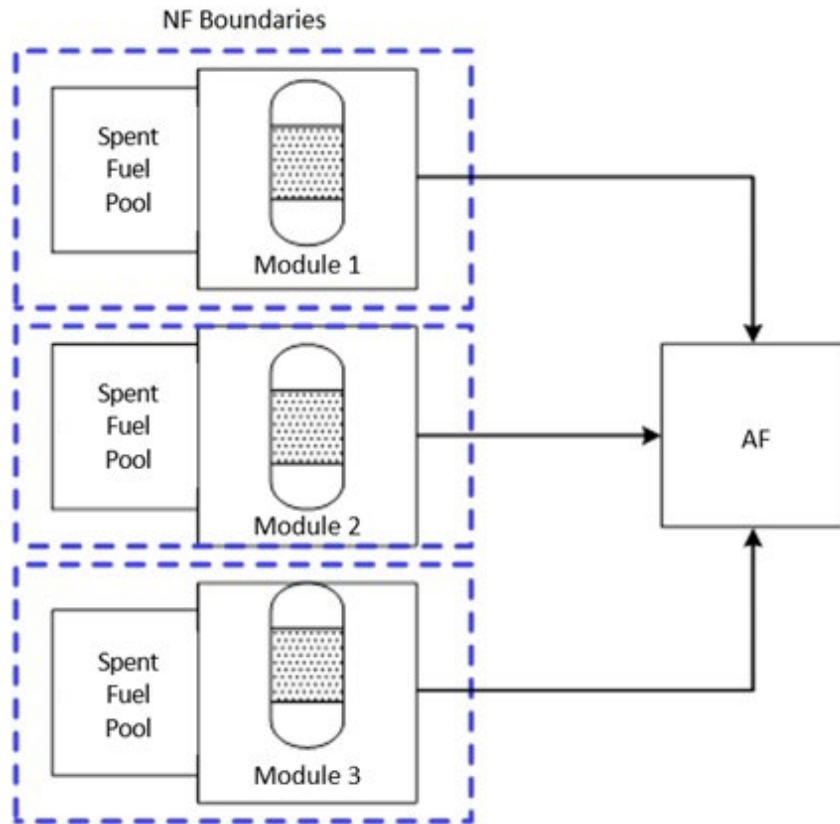 NF Boundaries
Spent
Fuel
Pool
Module 1
Spent
Fuel
Pool
Module 2
AF
Spent
Fuel
Pool
Module 3